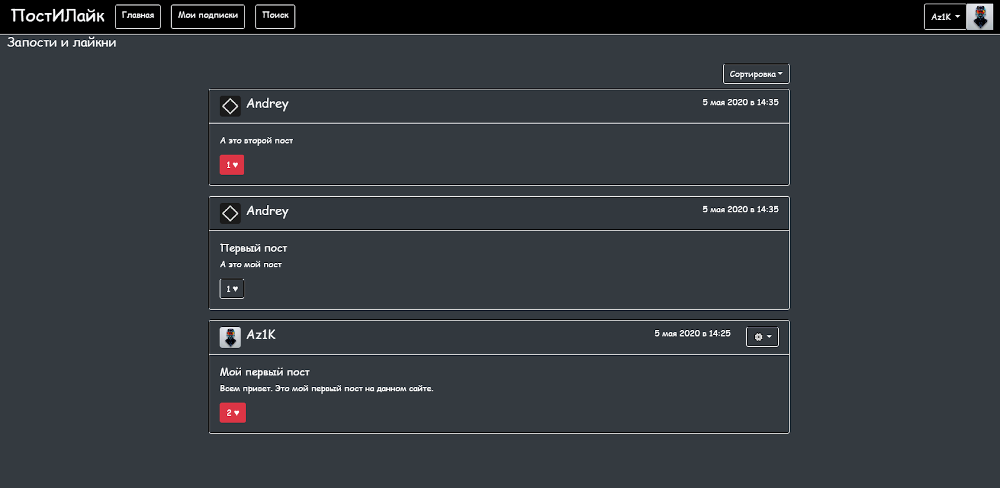 ПостИЛайк Главная Мои подписки Поиск Az1K
Запости и лайкни
Сортировка
Andrey 5 мая 2020 в 14:35
А это второй пост
1 ♥
Andrey 5 мая 2020 в 14:35
Первый пост
А это мой пост
1 ♥
Az1K 5 мая 2020 в 14:25
Мой первый пост
Всем привет. Это мой первый пост на данном сайте.
2 ♥